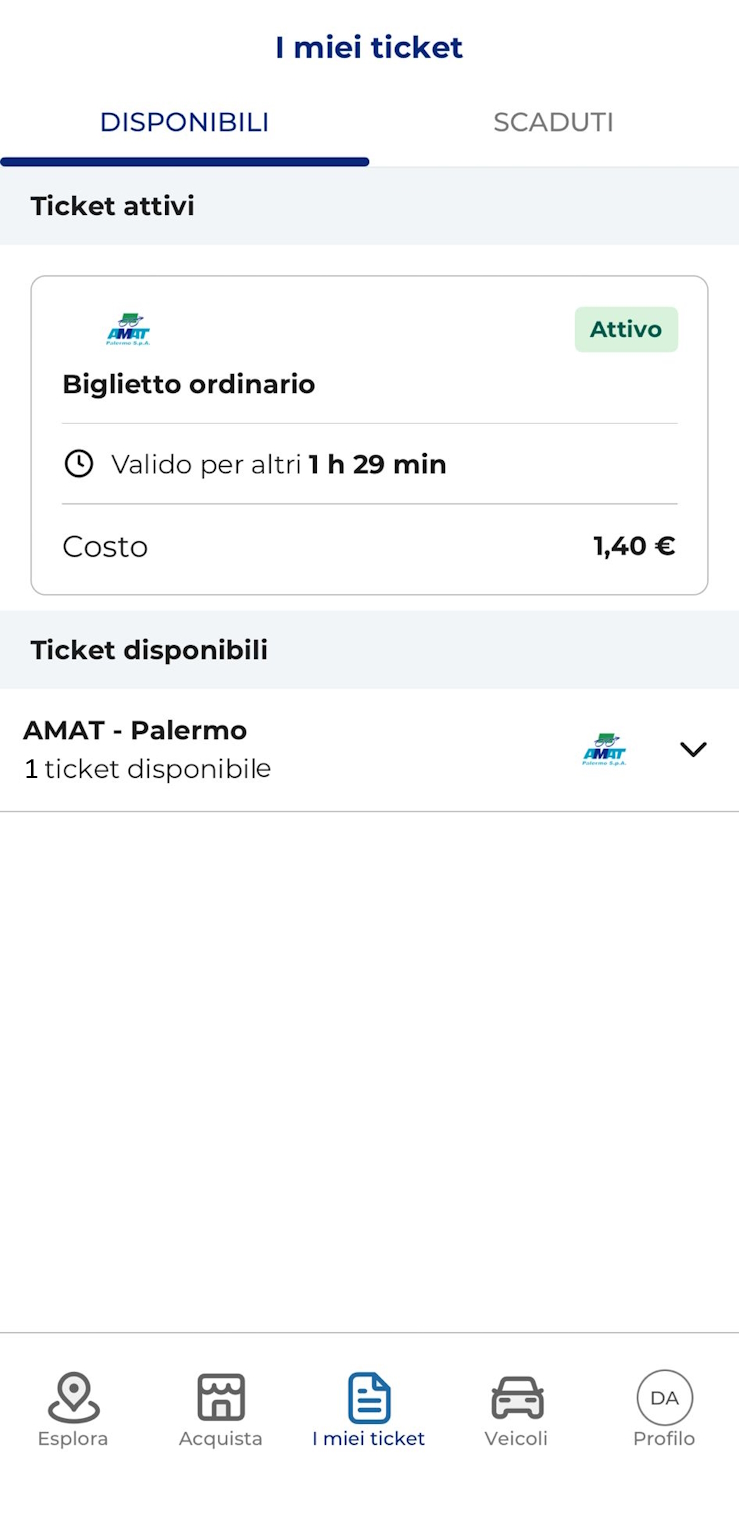 I miei ticket
DISPONIBILI
SCADUTI
Ticket attivi
AMAT
Palermo S.p.A.
Attivo
Biglietto ordinario
Valido per altri 1 h 29 min
Costo
1,40 €
Ticket disponibili
AMAT - Palermo
1 ticket disponibile
AMAT
Palermo S.p.A.
Esplora
Acquista
I miei ticket
Veicoli
DA
Profilo